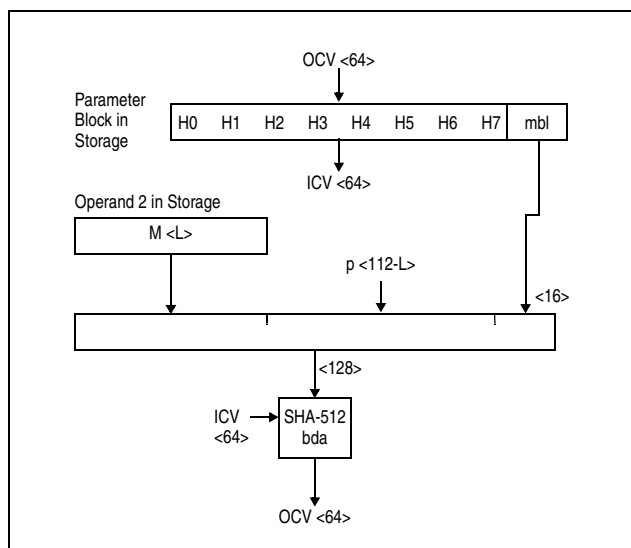 OCV <64>
Parameter
Block in
Storage
H0 H1 H2 H3 H4 H5 H6 H7 mbl
ICV <64>
Operand 2 in Storage
M <L>
p <112-L>
<16>
<128>
ICV
<64>
SHA-512
bda
OCV <64>